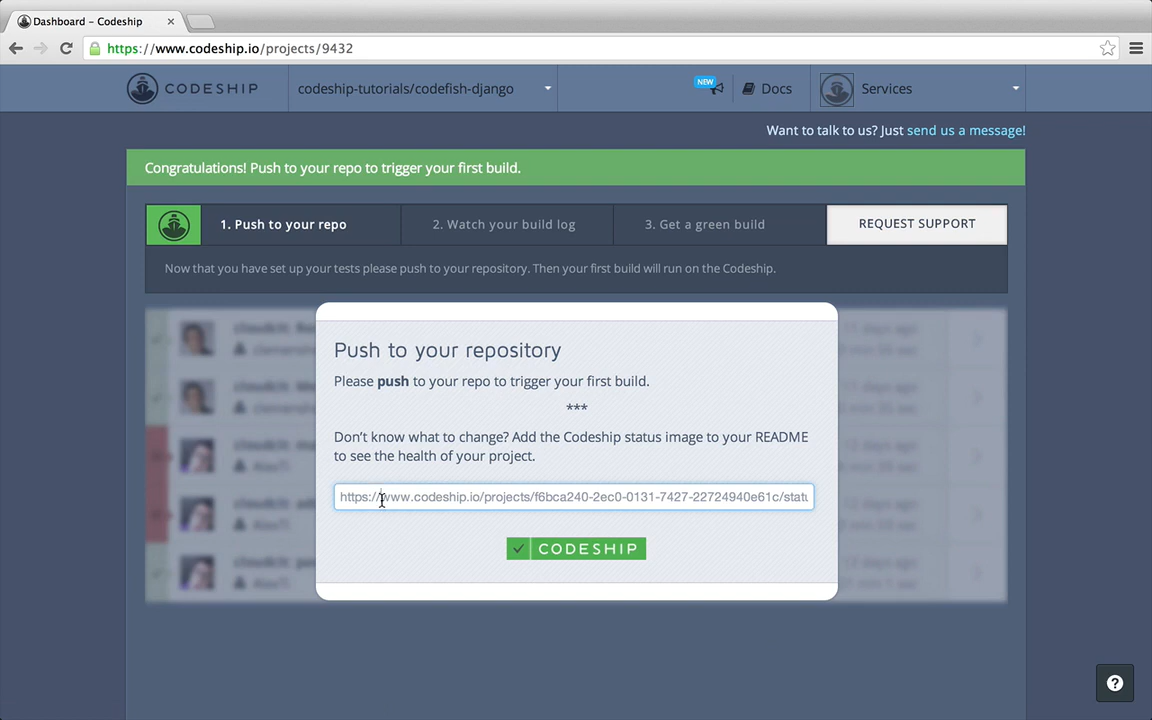 Dashboard – Codeship
https://www.codeship.io/projects/9432
CODESHIP
codeship-tutorials/codefish-django
NEW
Docs
Services
Want to talk to us? Just send us a message!
Congratulations! Push to your repo to trigger your first build.
1. Push to your repo
2. Watch your build log
3. Get a green build
REQUEST SUPPORT
Now that you have set up your tests please push to your repository. Then your first build will run on the Codeship.
Push to your repository
Please push to your repo to trigger your first build.
***
Don't know what to change? Add the Codeship status image to your README
to see the health of your project.
https://www.codeship.io/projects/f6bca240-2ec0-0131-7427-22724940e61c/statu
CODESHIP
?